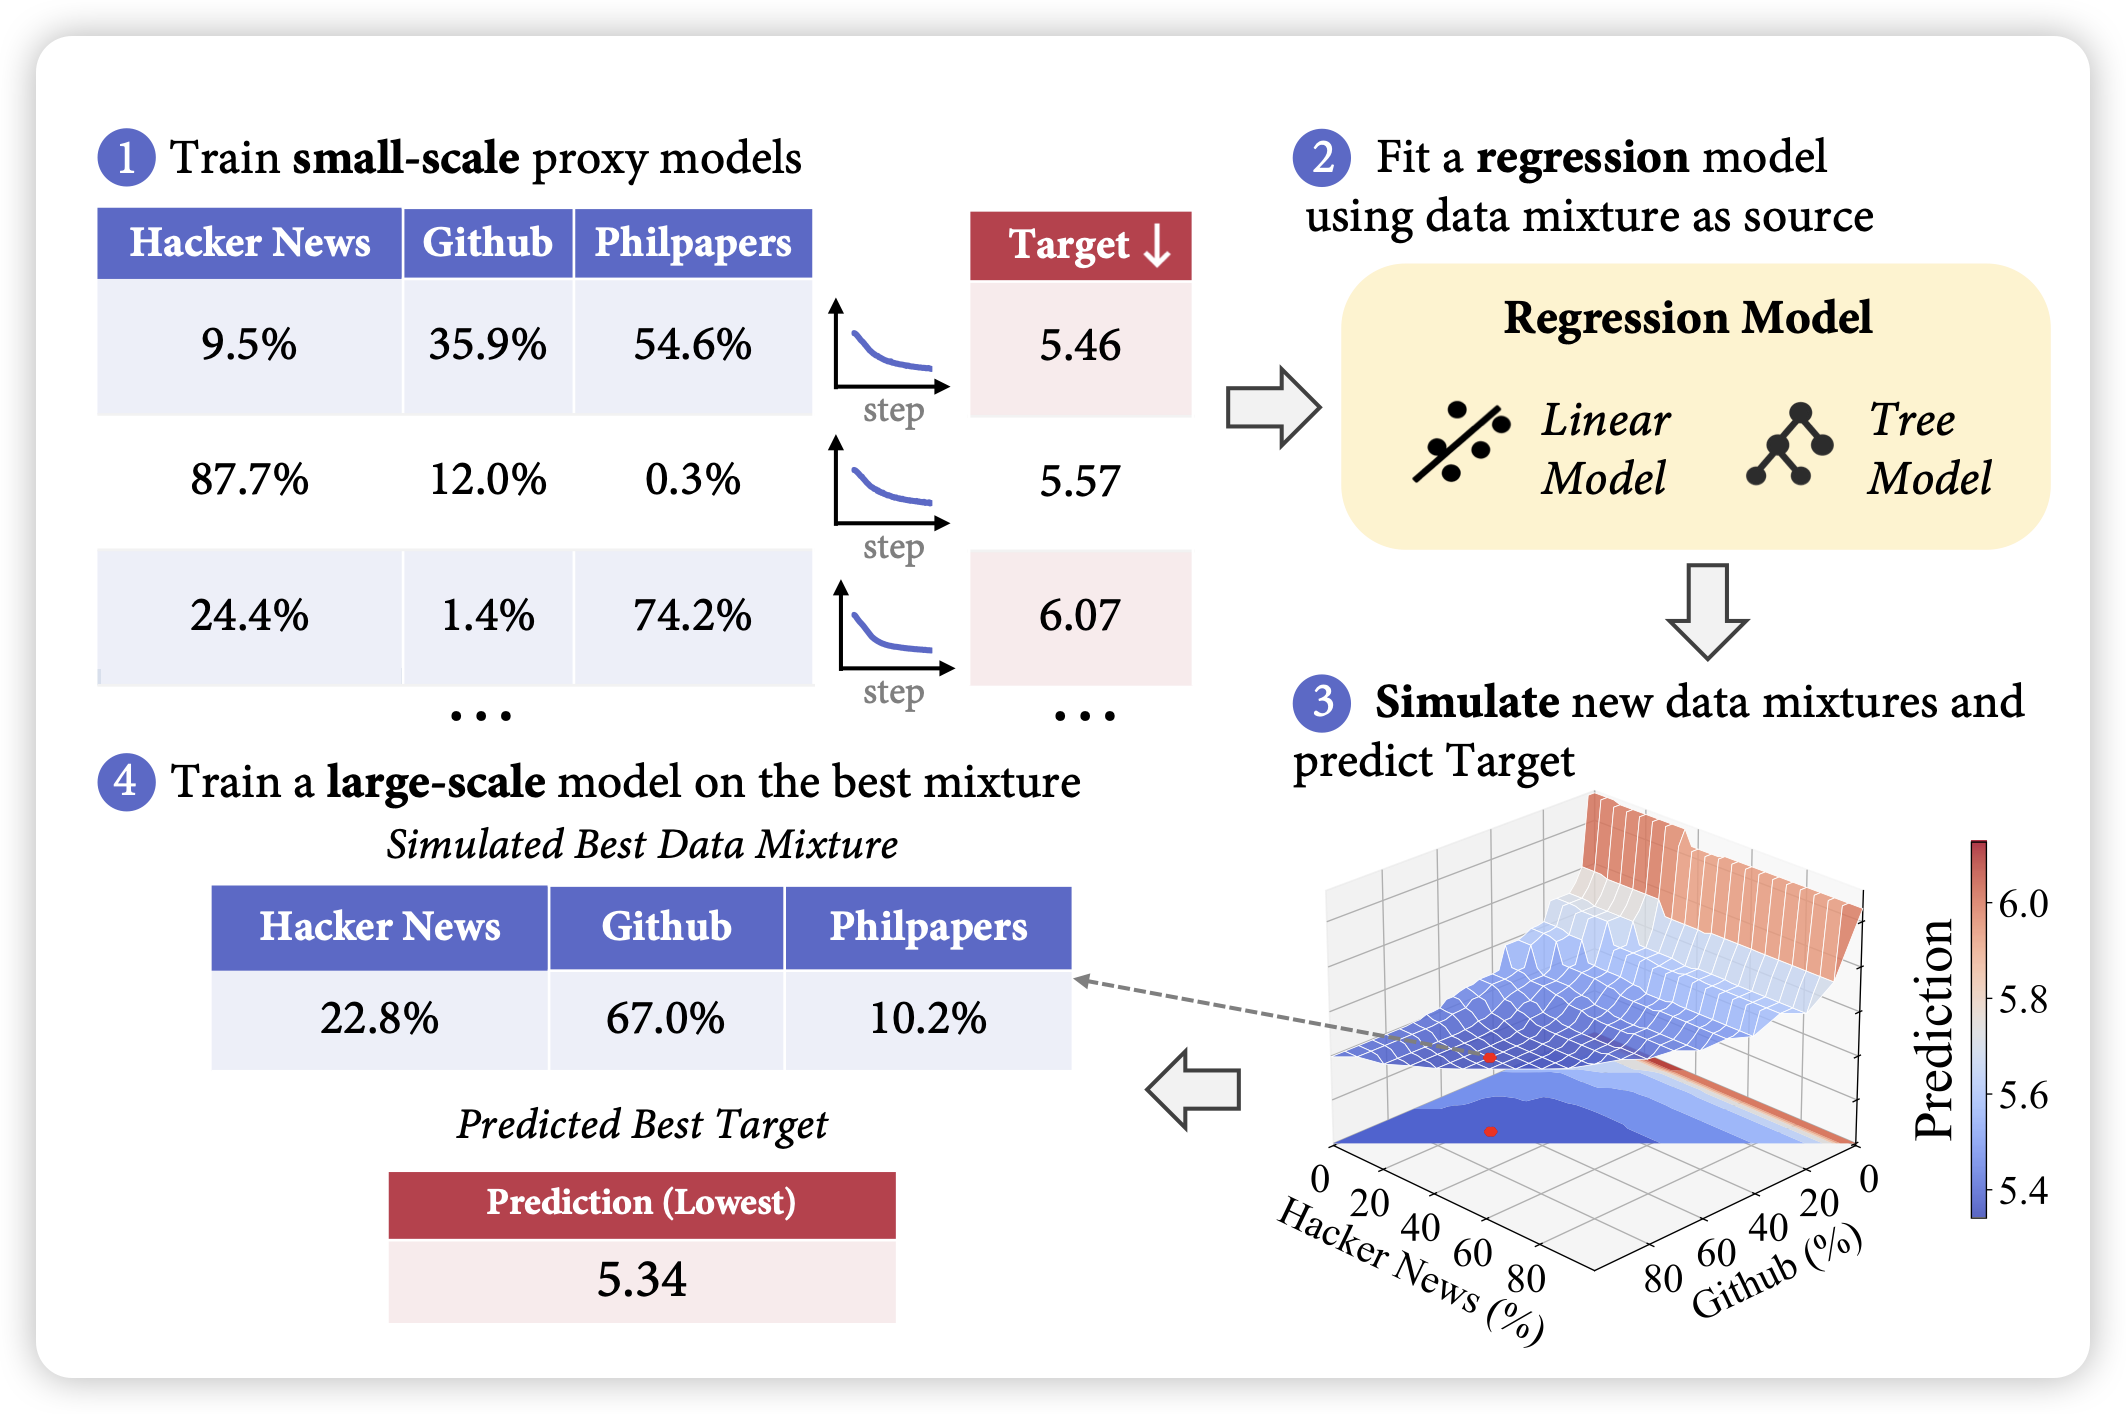 1 Train small-scale proxy models
Hacker News Github Philpapers Target ↓
9.5% 35.9% 54.6% step 5.46
87.7% 12.0% 0.3% step 5.57
24.4% 1.4% 74.2% step 6.07
... ...
2 Fit a regression model
using data mixture as source
Regression Model
Linear
Model
Tree
Model
3 Simulate new data mixtures and
predict Target
Prediction
6.0
5.8
5.6
5.4
0 20 40 60 80
Hacker News (%)
80 60 40 20 0
Github (%)
4 Train a large-scale model on the best mixture
Simulated Best Data Mixture
Hacker News Github Philpapers
22.8% 67.0% 10.2%
Predicted Best Target
Prediction (Lowest)
5.34